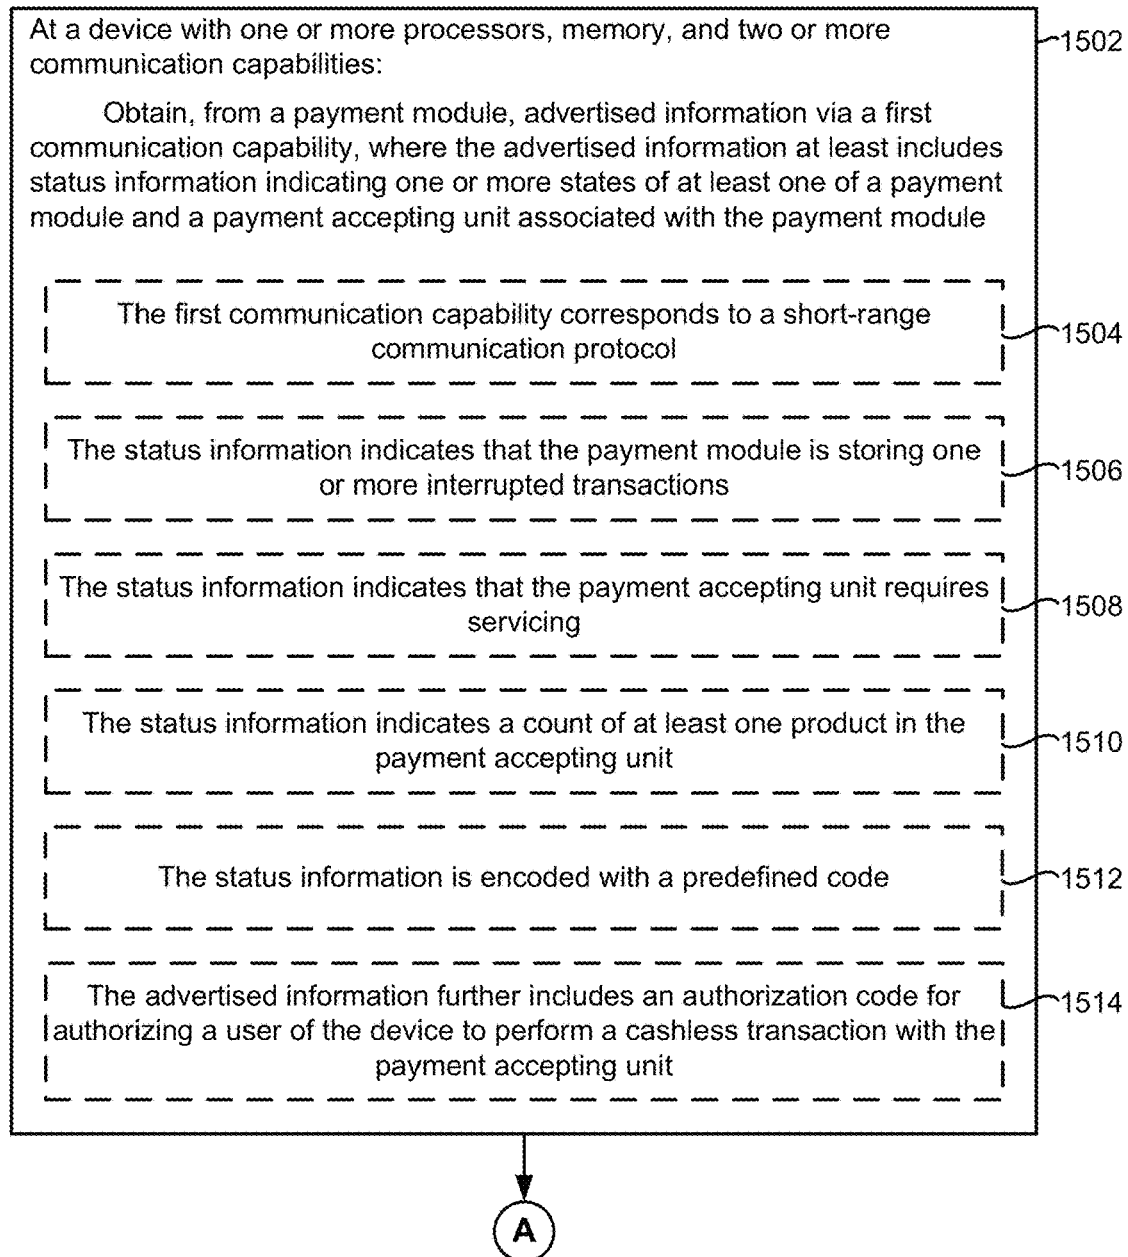 At a device with one or more processors, memory, and two or more
communication capabilities:
1502
Obtain, from a payment module, advertised information via a first
communication capability, where the advertised information at least includes
status information indicating one or more states of at least one of a payment
module and a payment accepting unit associated with the payment module
The first communication capability corresponds to a short-range
communication protocol
1504
The status information indicates that the payment module is storing one
or more interrupted transactions
1506
The status information indicates that the payment accepting unit requires
servicing
1508
The status information indicates a count of at least one product in the
payment accepting unit
1510
The status information is encoded with a predefined code
1512
The advertised information further includes an authorization code for
authorizing a user of the device to perform a cashless transaction with the
payment accepting unit
1514
A